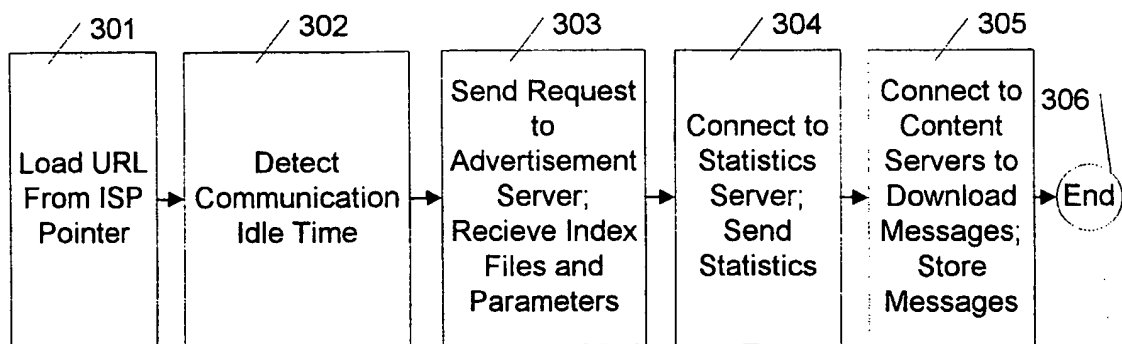 301
Load URL
From ISP
Pointer
302
Detect
Communication
Idle Time
303
Send Request
to
Advertisement
Server;
Recieve Index
Files and
Parameters
304
Connect to
Statistics
Server;
Send
Statistics
305
Connect to
Content
Servers to
Download
Messages;
Store
Messages
306
End